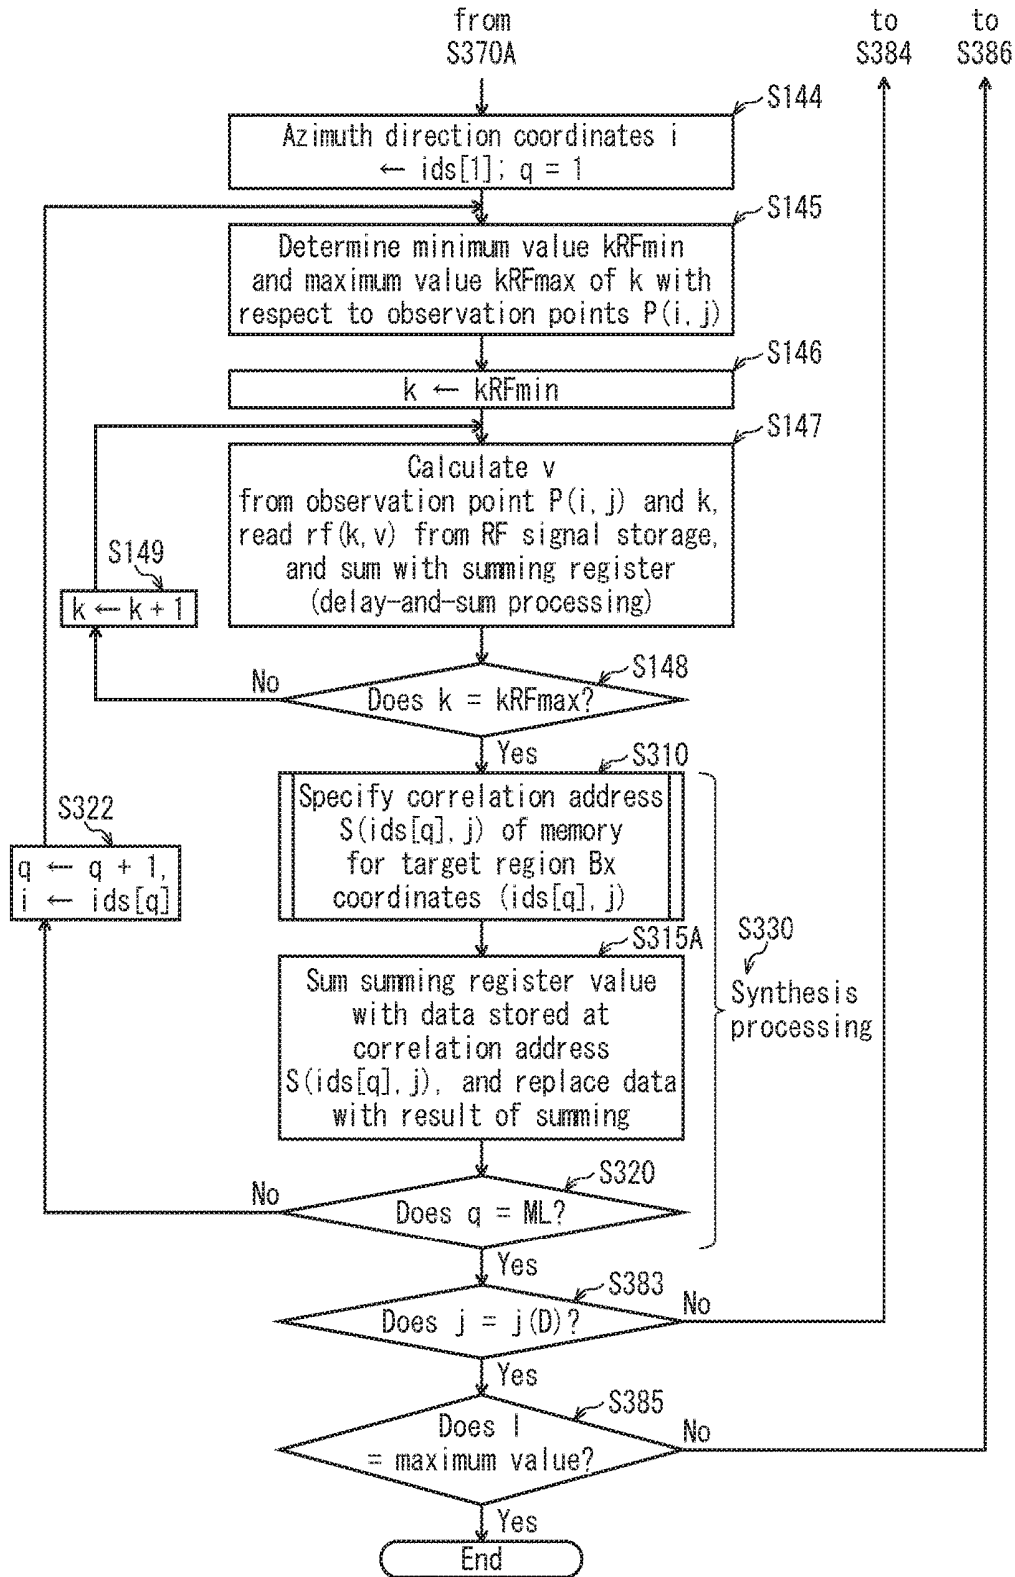 from
S370A
to
S384
to
S386
S144
Azimuth direction coordinates i
← ids[1]; q = 1
S145
Determine minimum value kRFmin
and maximum value kRFmax of k with
respect to observation points P(i, j)
S146
k ← kRFmin
S147
Calculate v
from observation point P(i, j) and k,
read rf(k, v) from RF signal storage,
and sum with summing register
(delay-and-sum processing)
S149
k ← k + 1
S148
Does k = kRFmax?
No
Yes
S310
Specify correlation address
S(ids[q], j) of memory
for target region Bx
coordinates (ids[q], j)
S322
q ← q + 1,
i ← ids[q]
S315A
Sum summing register value
with data stored at
correlation address
S(ids[q], j), and replace data
with result of summing
S330
Synthesis
processing
S320
Does q = ML?
No
Yes
S383
Does j = j(D)?
No
Yes
S385
Does l
= maximum value?
No
Yes
End